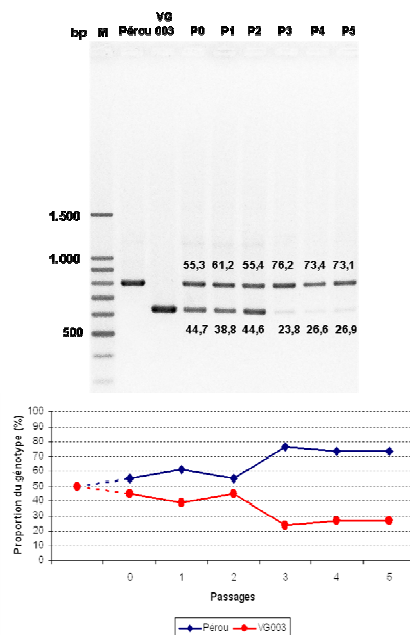 bp M Pérou VG 003 P0 P1 P2 P3 P4 P5
1.500
1.000
55,3 61,2 55,4 76,2 73,4 73,1
500
44,7 38,8 44,6 23,8 26,6 26,9
Proportion du génotype (%)
100
90
80
70
60
50
40
30
20
10
0
0 1 2 3 4 5
Passages
Perou VG003